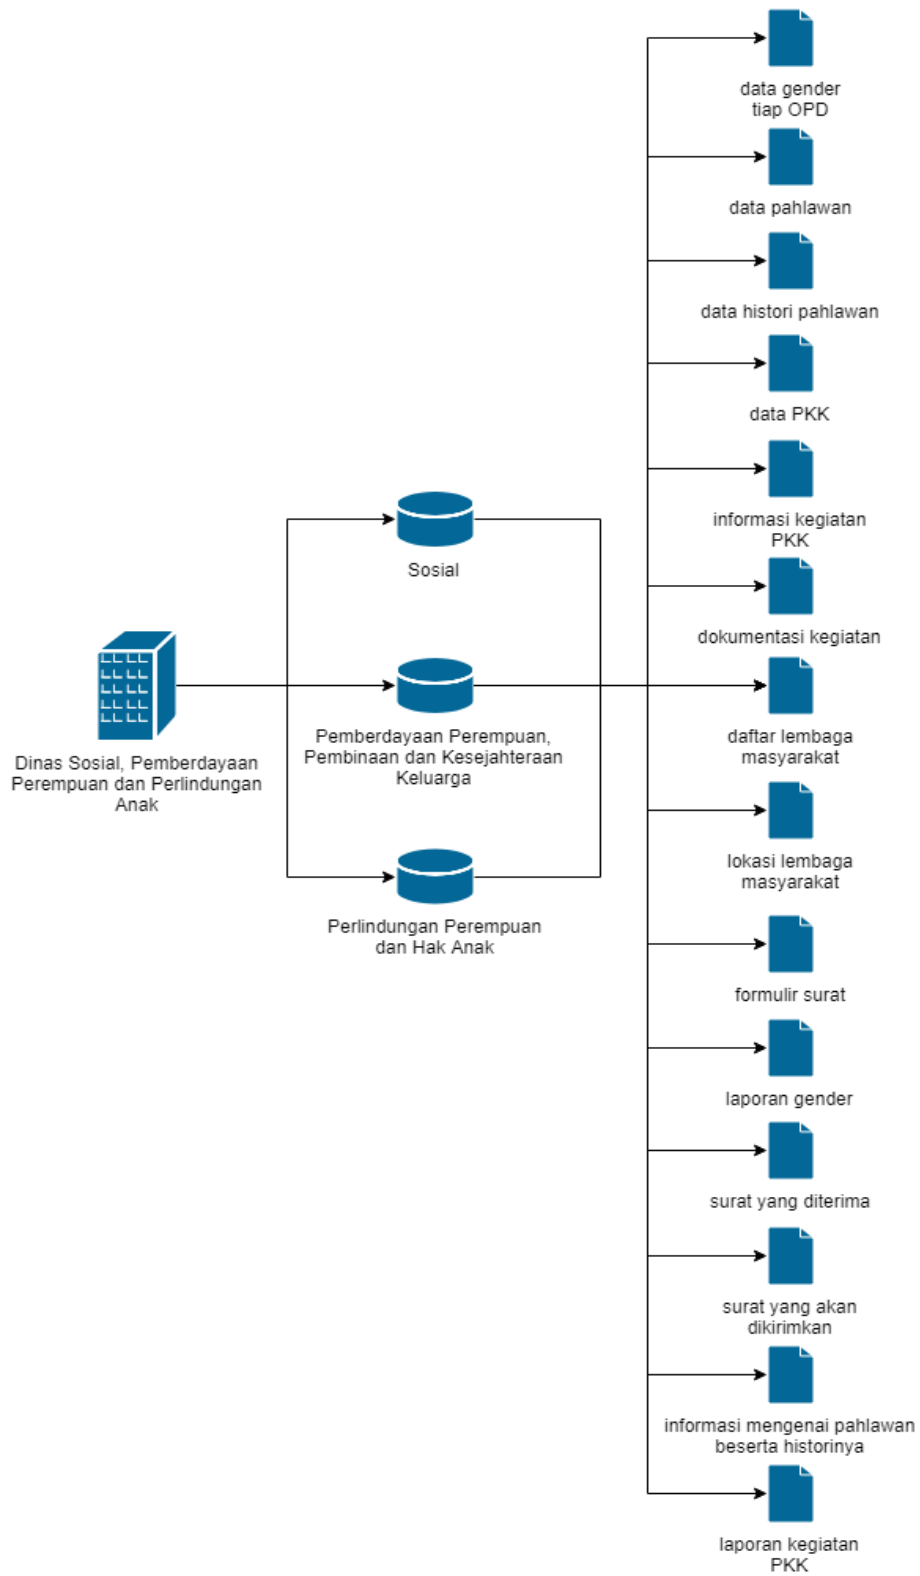 Dinas Sosial, Pemberdayaan
Perempuan dan Perlindungan
Anak
Sosial
Pemberdayaan Perempuan,
Pembinaan dan Kesejahteraan
Keluarga
Perlindungan Perempuan
dan Hak Anak
data gender
tiap OPD
data pahlawan
data histori pahlawan
data PKK
informasi kegiatan
PKK
dokumentasi kegiatan
daftar lembaga
masyarakat
lokasi lembaga
masyarakat
formulir surat
laporan gender
surat yang diterima
surat yang akan
dikirimkan
informasi mengenai pahlawan
beserta historinya
laporan kegiatan
PKK